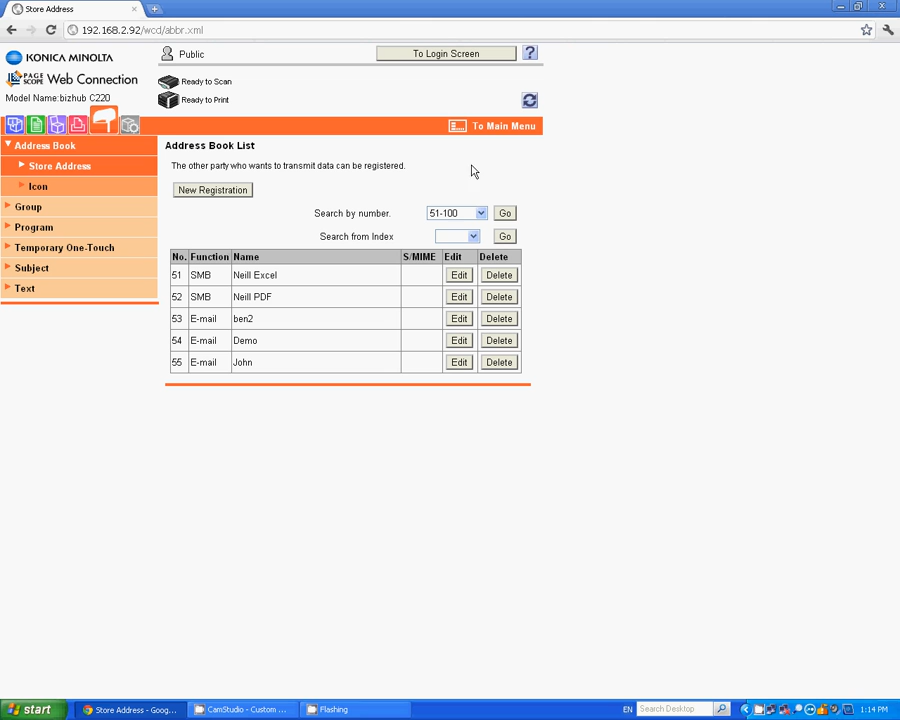 Store Address
192.168.2.92/wcd/abbr.xml
KONICA MINOLTA
Public
To Login Screen
?
PAGE SCOPE Web Connection
Ready to Scan
Model Name:bizhub C220
Ready to Print
To Main Menu
Address Book
Store Address
Icon
Group
Program
Temporary One-Touch
Subject
Text
Address Book List
The other party who wants to transmit data can be registered.
New Registration
Search by number. 51-100 Go
Search from Index Go
No. Function Name S/MIME Edit Delete
51 SMB Neill Excel Edit Delete
52 SMB Neill PDF Edit Delete
53 E-mail ben2 Edit Delete
54 E-mail Demo Edit Delete
55 E-mail John Edit Delete
start
Store Address - Goog...
CamStudio - Custom ...
Flashing
EN
Search Desktop
1:14 PM